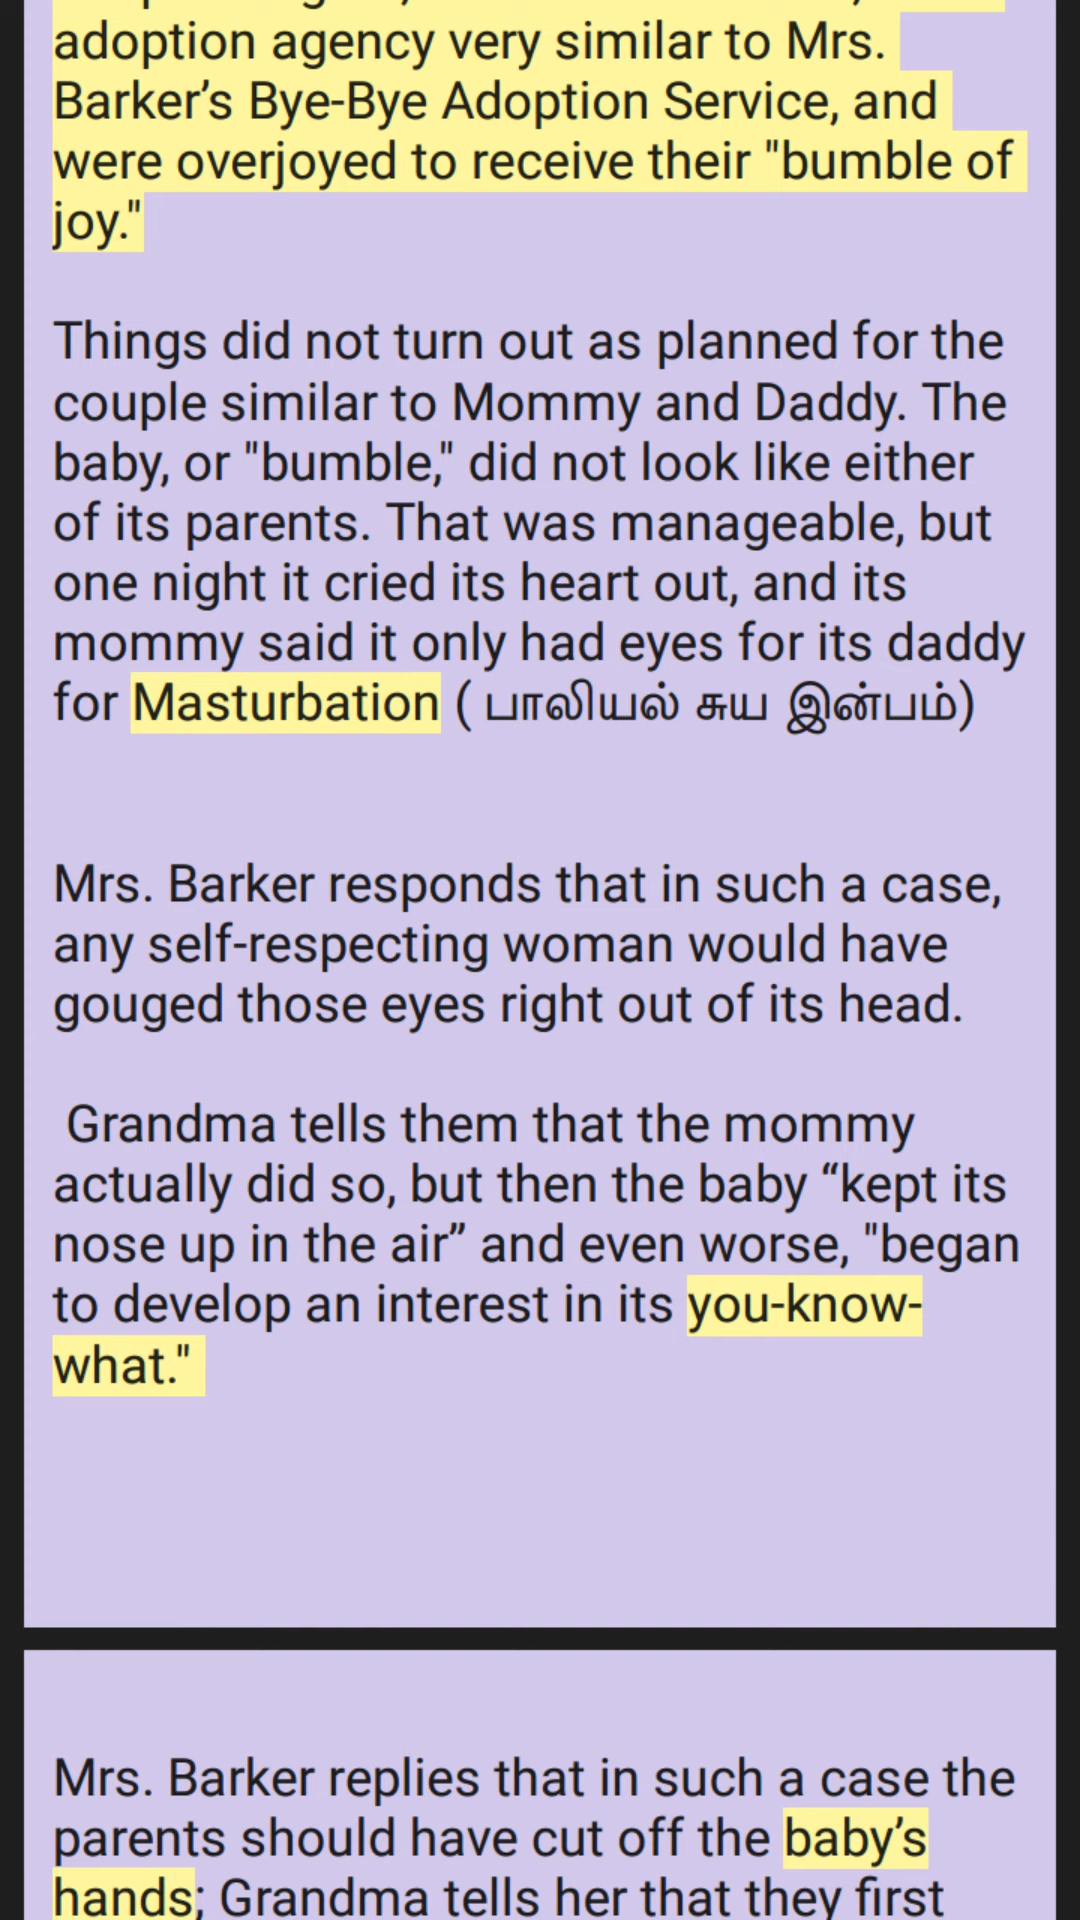 adoption agency very similar to Mrs.
Barker’s Bye-Bye Adoption Service, and
were overjoyed to receive their "bumble of
joy."
Things did not turn out as planned for the
couple similar to Mommy and Daddy. The
baby, or "bumble," did not look like either
of its parents. That was manageable, but
one night it cried its heart out, and its
mommy said it only had eyes for its daddy
for Masturbation ( பாலியல் சுய இன்பம்)
Mrs. Barker responds that in such a case,
any self-respecting woman would have
gouged those eyes right out of its head.
Grandma tells them that the mommy
actually did so, but then the baby “kept its
nose up in the air” and even worse, "began
to develop an interest in its you-know-
what."
Mrs. Barker replies that in such a case the
parents should have cut off the baby’s
hands; Grandma tells her that they first